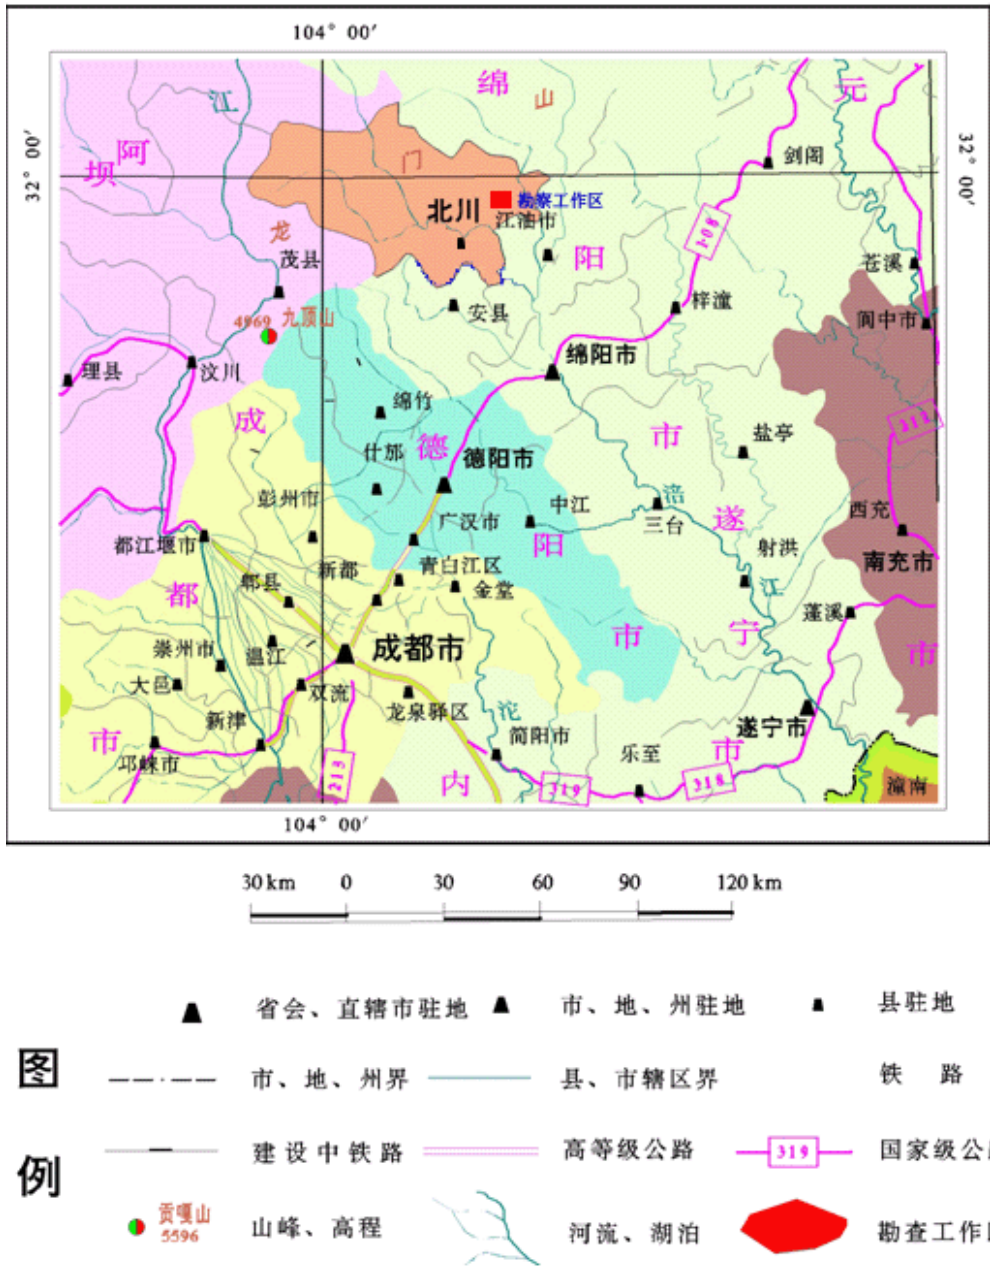 104° 00′
32° 00′
32° 00′
绵
山
元
江
阿
坝
门
剑阁
北川
勘察工作区
江油市
龙
茂县
阳
108
苍溪
4969
九顶山
安县
梓潼
阆中市
理县
汶川
绵阳市
成
绵竹
市
盐亭
什邡
德
德阳市
彭州市
广汉市
中江
涪
三台
遂
西充
都江堰市
新都
青白江区
阳
射洪
南充市
郫县
金堂
都
江
蓬溪
崇州市
温江
成都市
市
宁
市
大邑
双流
龙泉驿区
沱
新津
简阳市
遂宁市
市
邛崃市
乐至
市
213
内
319
318
潼南
104° 00′
30 km 0 30 60 90 120 km
图例
省会、直辖市驻地
市、地、州驻地
县驻地
市、地、州界
县、市辖区界
铁 路
建设中铁路
高等级公路
319
国家级公
贡嘎山
5596
山峰、高程
河流、湖泊
勘查工作